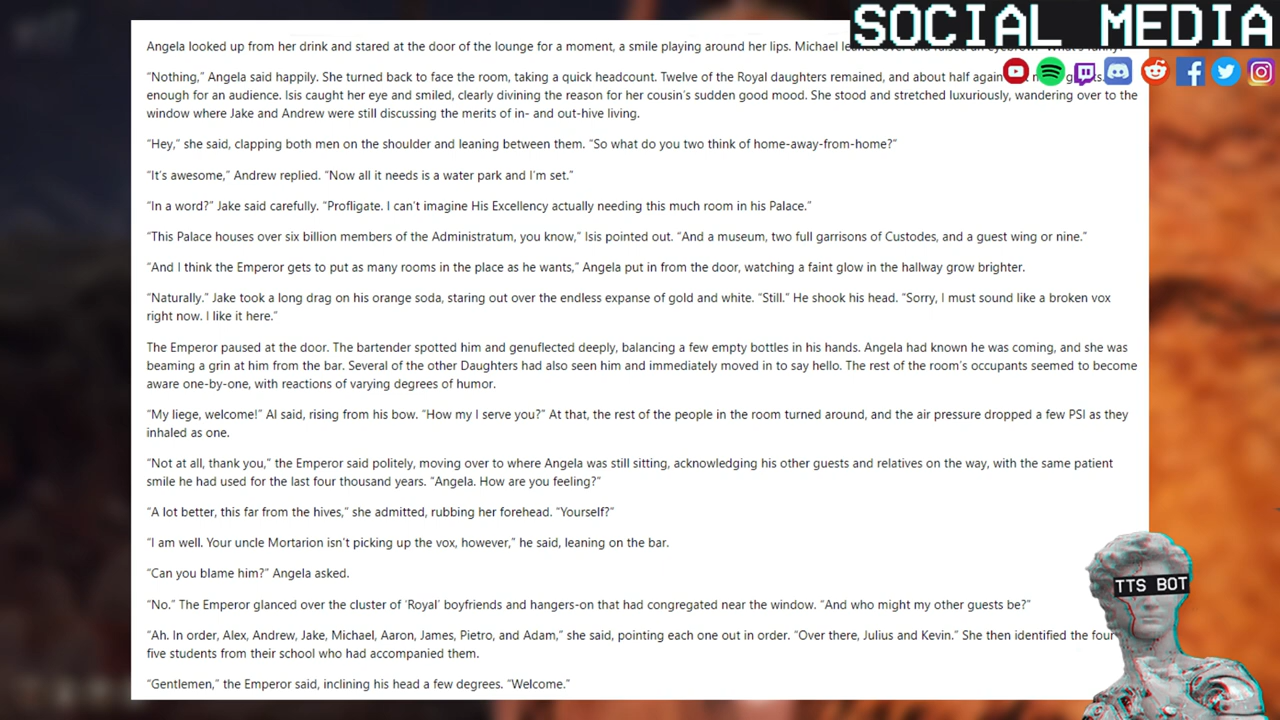 SOCIAL MEDIA
Angela looked up from her drink and stared at the door of the lounge for a moment, a smile playing around her lips. Michael
“Nothing,” Angela said happily. She turned back to face the room, taking a quick headcount. Twelve of the Royal daughters remained, and about half again
enough for an audience. Isis caught her eye and smiled, clearly divining the reason for her cousin’s sudden good mood. She stood and stretched luxuriously, wandering over to the
window where Jake and Andrew were still discussing the merits of in- and out-hive living.
“Hey,” she said, clapping both men on the shoulder and leaning between them. “So what do you two think of home-away-from-home?”
“It’s awesome,” Andrew replied. “Now all it needs is a water park and I’m set.”
“In a word?” Jake said carefully. “Profligate. I can’t imagine His Excellency actually needing this much room in his Palace.”
“This Palace houses over six billion members of the Administratum, you know,” Isis pointed out. “And a museum, two full garrisons of Custodes, and a guest wing or nine.”
“And I think the Emperor gets to put as many rooms in the place as he wants,” Angela put in from the door, watching a faint glow in the hallway grow brighter.
“Naturally.” Jake took a long drag on his orange soda, staring out over the endless expanse of gold and white. “Still.” He shook his head. “Sorry, I must sound like a broken vox
right now. I like it here.”
The Emperor paused at the door. The bartender spotted him and genuflected deeply, balancing a few empty bottles in his hands. Angela had known he was coming, and she was
beaming a grin at him from the bar. Several of the other Daughters had also seen him and immediately moved in to say hello. The rest of the room’s occupants seemed to become
aware one-by-one, with reactions of varying degrees of humor.
“My liege, welcome!” Al said, rising from his bow. “How my I serve you?” At that, the rest of the people in the room turned around, and the air pressure dropped a few PSI as they
inhaled as one.
“Not at all, thank you,” the Emperor said politely, moving over to where Angela was still sitting, acknowledging his other guests and relatives on the way, with the same patient
smile he had used for the last four thousand years. “Angela. How are you feeling?”
“A lot better, this far from the hives,” she admitted, rubbing her forehead. “Yourself?”
“I am well. Your uncle Mortarion isn’t picking up the vox, however,” he said, leaning on the bar.
“Can you blame him?” Angela asked.
“No.” The Emperor glanced over the cluster of ‘Royal’ boyfriends and hangers-on that had congregated near the window. “And who might my other guests be?”
“Ah. In order, Alex, Andrew, Jake, Michael, Aaron, James, Pietro, and Adam,” she said, pointing each one out in order. “Over there, Julius and Kevin.” She then identified the four
five students from their school who had accompanied them.
“Gentlemen,” the Emperor said, inclining his head a few degrees. “Welcome.”
TTS BOT